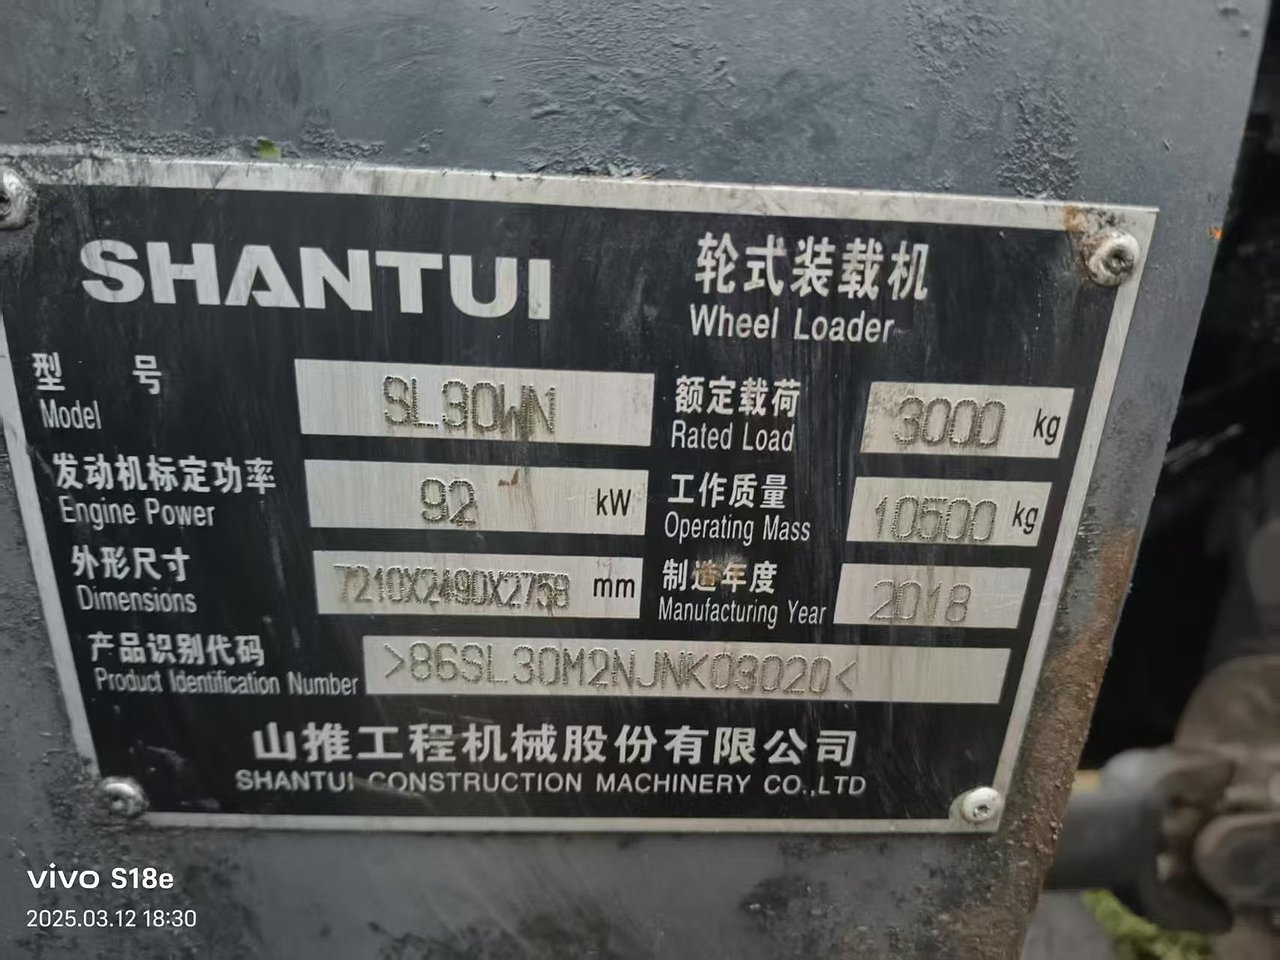 SHANTUI
轮式装载机
Wheel Loader
型 号 SL30WN 额定载荷 3000 kg
Model Rated Load
发动机标定功率 92 kW 工作质量 10500 kg
Engine Power Operating Mass
外形尺寸 7210X2490X2758 mm 制造年度 2018
Dimensions Manufacturing Year
产品识别代码 >86SL30M2NJNK03020<
Product Identification Number
山推工程机械股份有限公司
SHANTUI CONSTRUCTION MACHINERY CO.,LTD
vivo S18e
2025.03.12 18:30